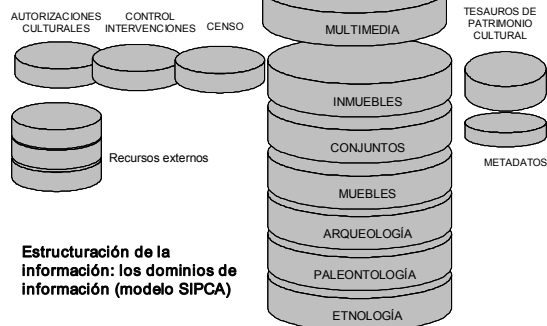 AUTORIZACIONES
CULTURALES
CONTROL
INTERVENCIONES
CENSO
MULTIMEDIA
TESAUROS DE
PATRIMONIO
CULTURAL
INMUEBLES
CONJUNTOS
METADATOS
Recursos externos
MUEBLES
ARQUEOLOGÍA
PALEONTOLOGÍA
ETNOLOGÍA
Estructuración de la
información: los dominios de
información (modelo SIPCA)